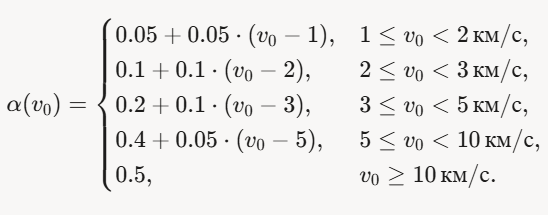 0.05 + 0.05 · (v₀ − 1), 1 ≤ v₀ < 2 км/с,
0.1 + 0.1 · (v₀ − 2), 2 ≤ v₀ < 3 км/с,
α(v₀) = { 0.2 + 0.1 · (v₀ − 3), 3 ≤ v₀ < 5 км/с,
0.4 + 0.05 · (v₀ − 5), 5 ≤ v₀ < 10 км/с,
0.5, v₀ ≥ 10 км/с.